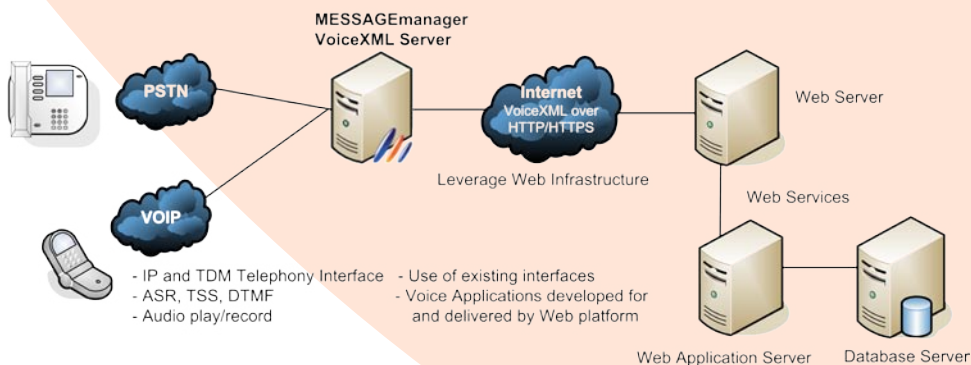 MESSAGEmanager
VoiceXML Server
PSTN
Internet
VoiceXML over
HTTP/HTTPS
Web Server
Leverage Web Infrastructure
Web Services
VOIP
- IP and TDM Telephony Interface
- ASR, TSS, DTMF
- Audio play/record
- Use of existing interfaces
- Voice Applications developed for
and delivered by Web platform
Web Application Server
Database Server